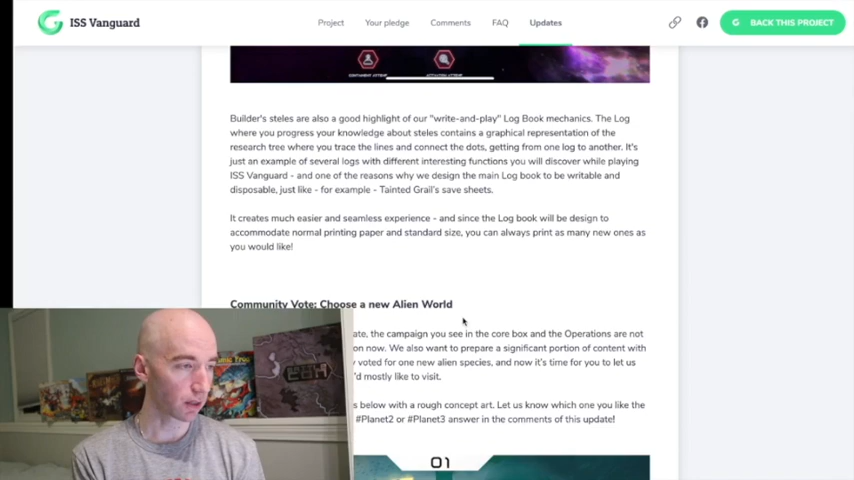 ISS Vanguard
Project
Your pledge
Comments
FAQ
Updates
G BACK THIS PROJECT
Builder's steles are also a good highlight of our "write-and-play" Log Book mechanics. The Log
where you progress your knowledge about steles contains a graphical representation of the
research tree where you trace the lines and connect the dots, getting from one log to another. It's
just an example of several logs with different interesting functions you will discover while playing
ISS Vanguard - and one of the reasons why we design the main Log book to be writable and
disposable, just like - for example - Tainted Grail's save sheets.
It creates much easier and seamless experience - and since the Log book will be design to
accommodate normal printing paper and standard size, you can always print as many new ones as
you would like!
Community Vote: Choose a new Alien World
ate, the campaign you see in the core box and the Operations are not
on now. We also want to prepare a significant portion of content with
voted for one new alien species, and now it's time for you to let us
'd mostly like to visit.
s below with a rough concept art. Let us know which one you like the
#Planet2 or #Planet3 answer in the comments of this update!
01